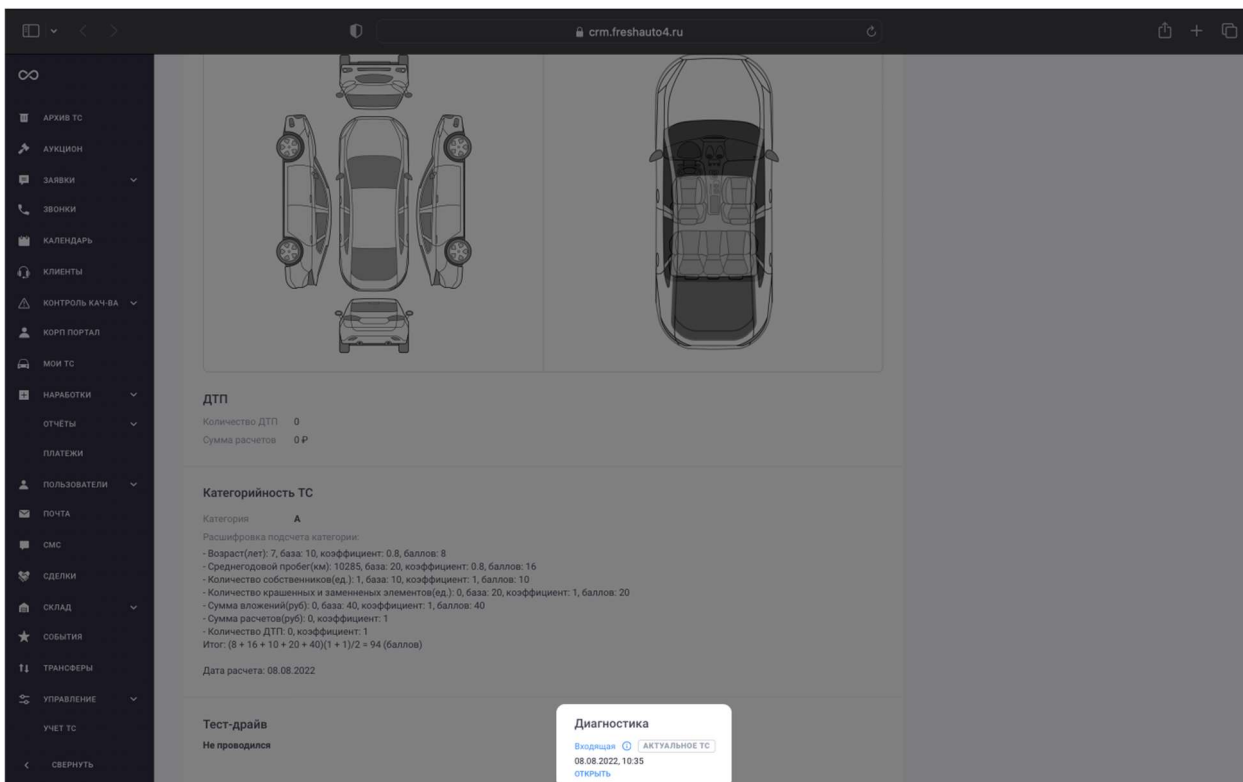 crm.freshauto4.ru
АРХИВ ТС
АУКЦИОН
ЗАЯВКИ
ЗВОНКИ
КАЛЕНДАРЬ
КЛИЕНТЫ
КОНТРОЛЬ КАЧ-ВА
КОРП ПОРТАЛ
МОИ ТС
НАРАБОТКИ
ОТЧЁТЫ
ПЛАТЕЖИ
ПОЛЬЗОВАТЕЛИ
ПОЧТА
СМС
СДЕЛКИ
СКЛАД
СОБЫТИЯ
ТРАНСФЕРЫ
УПРАВЛЕНИЕ
УЧЕТ ТС
СВЕРНУТЬ
ДТП
Количество ДТП 0
Сумма расчетов 0 ₽
Категорийность ТС
Категория А
Расшифровка подсчета категории:
- Возраст(лет): 7, база: 10, коэффициент: 0.8, баллов: 8
- Среднегодовой пробег(км): 10285, база: 20, коэффициент: 0.8, баллов: 16
- Количество собственников(ед.): 1, база: 10, коэффициент: 1, баллов: 10
- Количество крашенных и замененных элементов(ед.): 0, база: 20, коэффициент: 1, баллов: 20
- Сумма вложений(руб): 0, база: 40, коэффициент: 1, баллов: 40
- Сумма расчетов(руб): 0, коэффициент: 1
- Количество ДТП: 0, коэффициент: 1
Итог: (8 + 16 + 10 + 20 + 40)(1 + 1)/2 = 94 (баллов)
Дата расчета: 08.08.2022
Тест-драйв
Не проводился
Диагностика
Входящая АКТУАЛЬНОЕ ТС
08.08.2022, 10:35
ОТКРЫТЬ